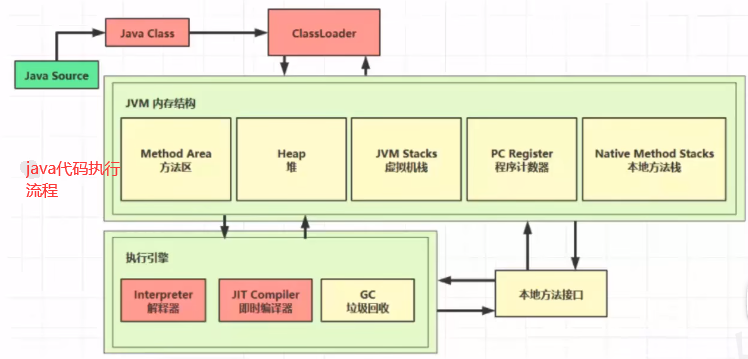 Java Class
ClassLoader
Java Source
JVM 内存结构
java代码执行
流程
Method Area
方法区
Heap
堆
JVM Stacks
虚拟机栈
PC Register
程序计数器
Native Method Stacks
本地方法栈
执行引擎
Interpreter
解释器
JIT Compiler
即时编译器
GC
垃圾回收
本地方法接口